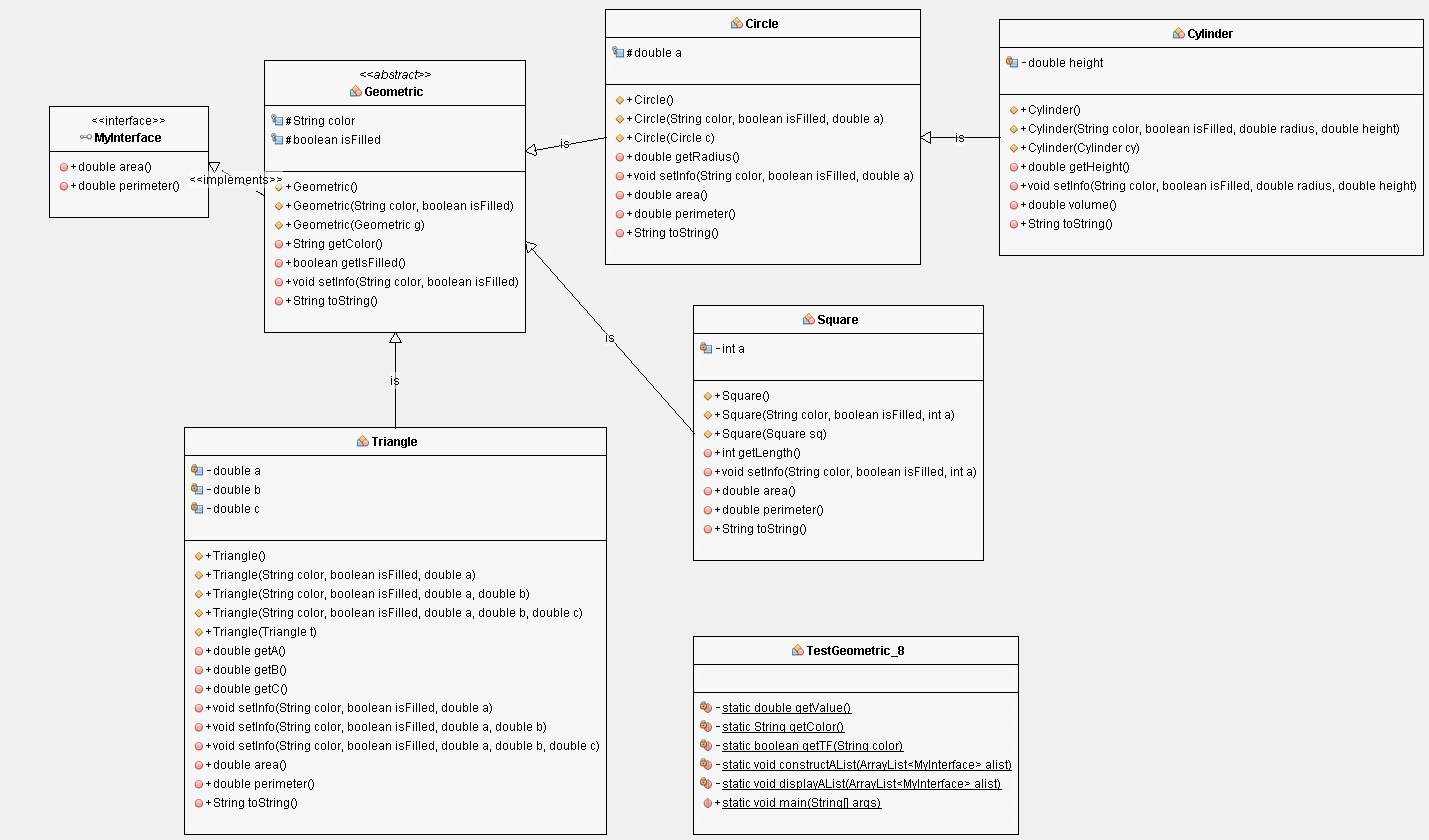 <<interface>>
MyInterface
+double area()
+double perimeter()
<<implements>>
<<abstract>>
Geometric
#String color
#boolean isFilled
+Geometric()
+Geometric(String color, boolean isFilled)
+Geometric(Geometric g)
+String getColor()
+boolean getIsFilled()
+void setInfo(String color, boolean isFilled)
+String toString()
is
Circle
#double a
+Circle()
+Circle(String color, boolean isFilled, double a)
+Circle(Circle c)
+double getRadius()
+void setInfo(String color, boolean isFilled, double a)
+double area()
+double perimeter()
+String toString()
is
Cylinder
-double height
+Cylinder()
+Cylinder(String color, boolean isFilled, double radius, double height)
+Cylinder(Cylinder cy)
+double getHeight()
+void setInfo(String color, boolean isFilled, double radius, double height)
+double volume()
+String toString()
is
Square
-int a
+Square()
+Square(String color, boolean isFilled, int a)
+Square(Square sq)
+int getLength()
+void setInfo(String color, boolean isFilled, int a)
+double area()
+double perimeter()
+String toString()
is
Triangle
-double a
-double b
-double c
+Triangle()
+Triangle(String color, boolean isFilled, double a)
+Triangle(String color, boolean isFilled, double a, double b)
+Triangle(String color, boolean isFilled, double a, double b, double c)
+Triangle(Triangle t)
+double getA()
+double getB()
+double getC()
+void setInfo(String color, boolean isFilled, double a)
+void setInfo(String color, boolean isFilled, double a, double b)
+void setInfo(String color, boolean isFilled, double a, double b, double c)
+double area()
+double perimeter()
+String toString()
TestGeometric_8
-static double getValue()
-static String getColor()
-static boolean getTF(String color)
-static void constructAList(ArrayList<MyInterface> alist)
-static void displayAList(ArrayList<MyInterface> alist)
+static void main(String[] args)